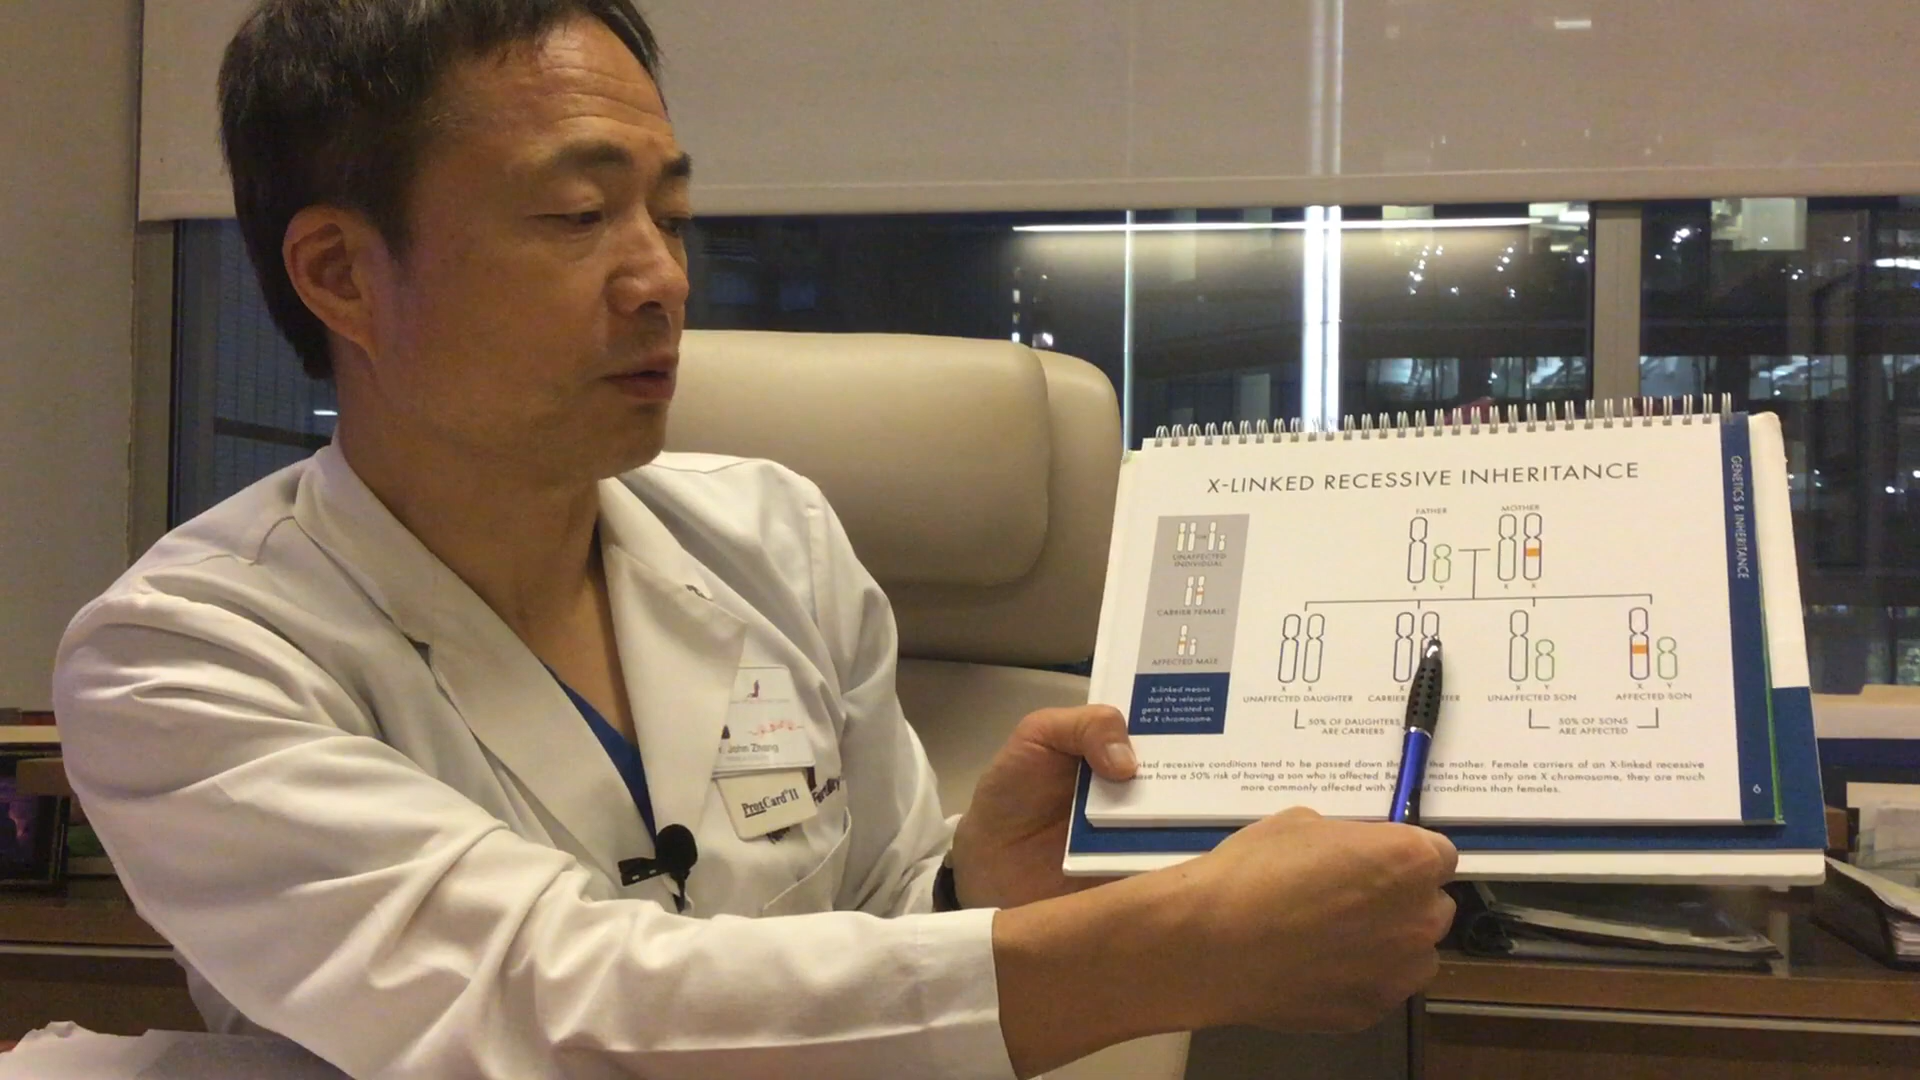 X-LINKED RECESSIVE INHERITANCE
GENETICS & INHERITANCE
FATHER
MOTHER
X Y
X X
UNAFFECTED
INDIVIDUAL
CARRIER FEMALE
AFFECTED MALE
X-linked means
that the relevant
gene is located on
the X chromosome.
X X
X
X Y
X Y
UNAFFECTED DAUGHTER
CARRIER
UNAFFECTED SON
AFFECTED SON
50% OF DAUGHTERS
ARE CARRIERS
50% OF SONS
ARE AFFECTED
recessive conditions tend to be passed down the mother. Female carriers of an X-linked recessive
have a 50% risk of having a son who is affected. males have only one X chromosome, they are much
more commonly affected with conditions than females.
6
John Zhang
ProxCard II
Fertility